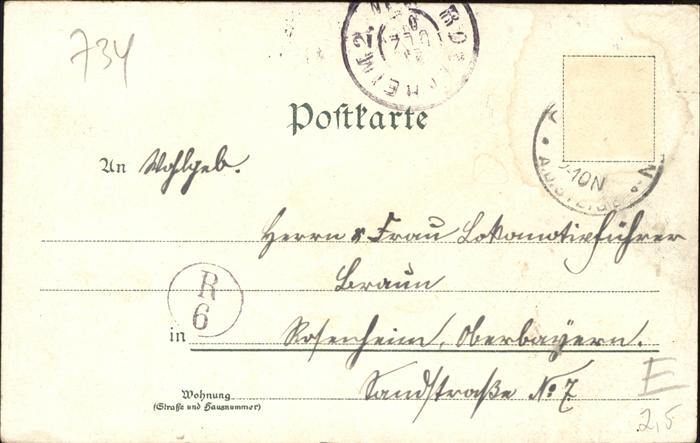 734
Postkarte
An Wohlgeb.
Herrn & Frau Lokomotivführer
Braun
R
6
in Rosenheim, Oberbayern.
Wohnung
(Straße und Hausnummer)
Sandstraße No 7
E
2,5